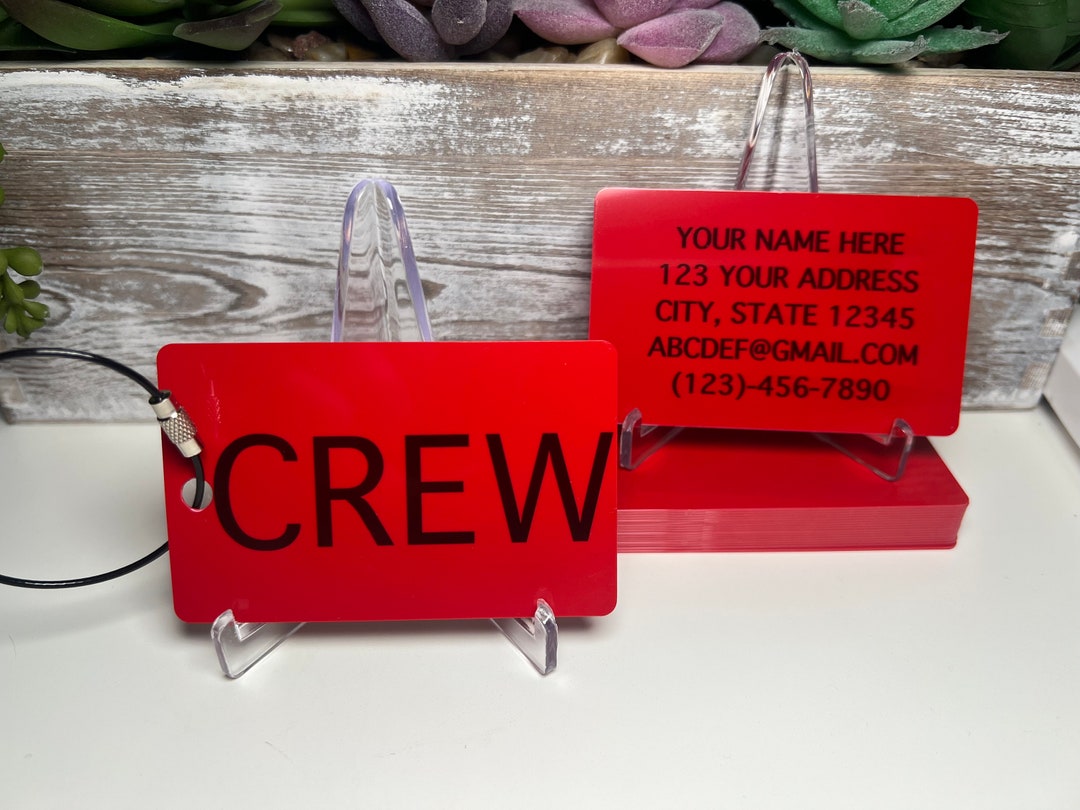 CREW
YOUR NAME HERE
123 YOUR ADDRESS
CITY, STATE 12345
ABCDEF@GMAIL.COM
(123)-456-7890